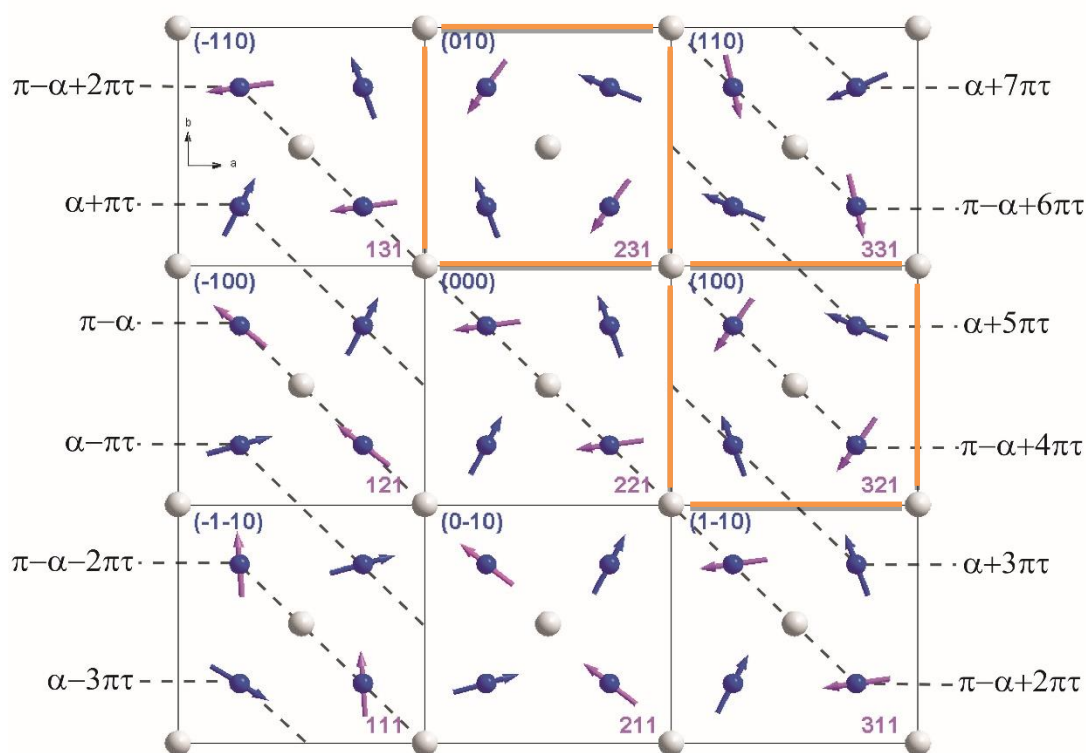 (-110) (010) (110)
π−α+2πτ α+7πτ
b
a
α+πτ π−α+6πτ
131 231 331
(-100) (000) (100)
π−α α+5πτ
α−πτ π−α+4πτ
121 221 321
(-1-10) (0-10) (1-10)
π−α−2πτ α+3πτ
α−3πτ π−α+2πτ
111 211 311